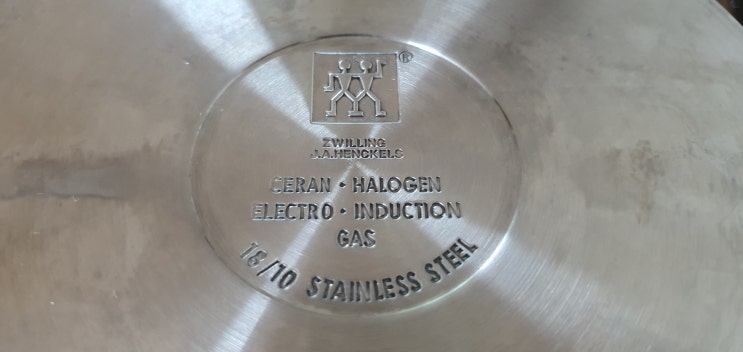 ®
ZWILLING
J.A.HENCKELS
CERAN · HALOGEN
ELECTRO · INDUCTION
GAS
18/10 STAINLESS STEEL